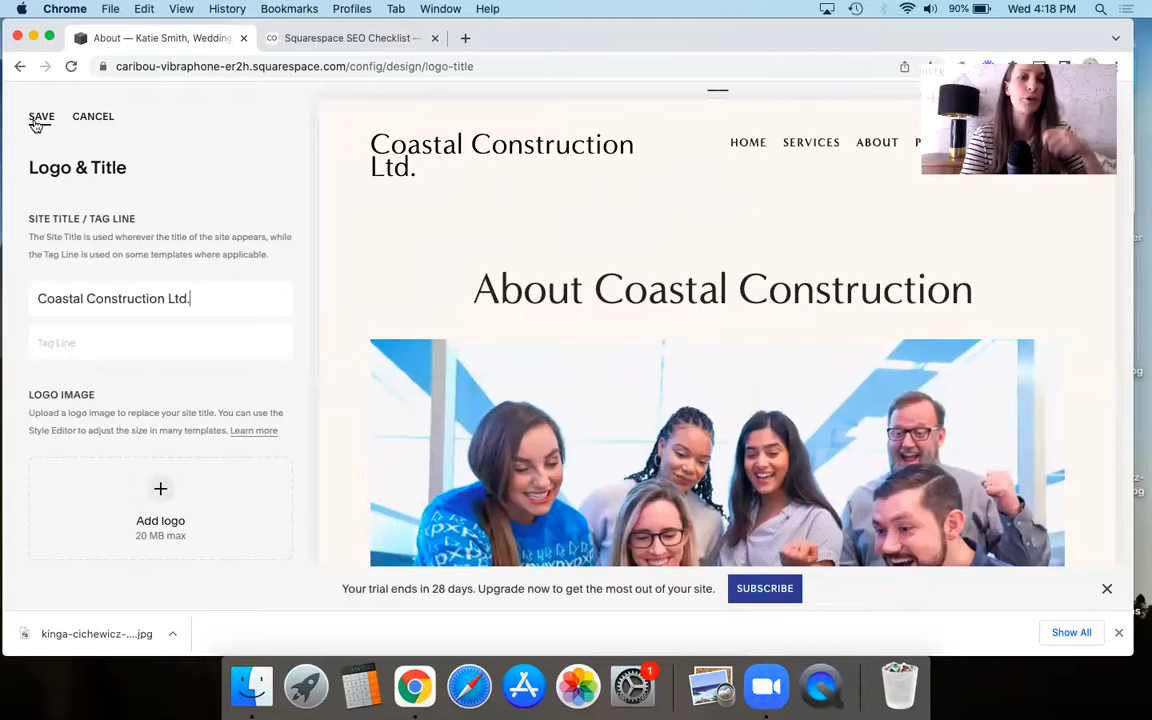 Chrome File Edit View History Bookmarks Profiles Tab Window Help 90% Wed 4:18 PM
About — Katie Smith, Wedding
Squarespace SEO Checklist —
caribou-vibraphone-er2h.squarespace.com/config/design/logo-title
SAVE CANCEL
Logo & Title
SITE TITLE / TAG LINE
The Site Title is used wherever the title of the site appears, while
the Tag Line is used on some templates where applicable.
Coastal Construction Ltd.
Tag Line
LOGO IMAGE
Upload a logo image to replace your site title. You can use the
Style Editor to adjust the size in many templates. Learn more
Add logo
20 MB max
Coastal Construction
Ltd.
HOME SERVICES ABOUT P
About Coastal Construction
Your trial ends in 28 days. Upgrade now to get the most out of your site. SUBSCRIBE
kinga-cichewicz-....jpg
Show All
1